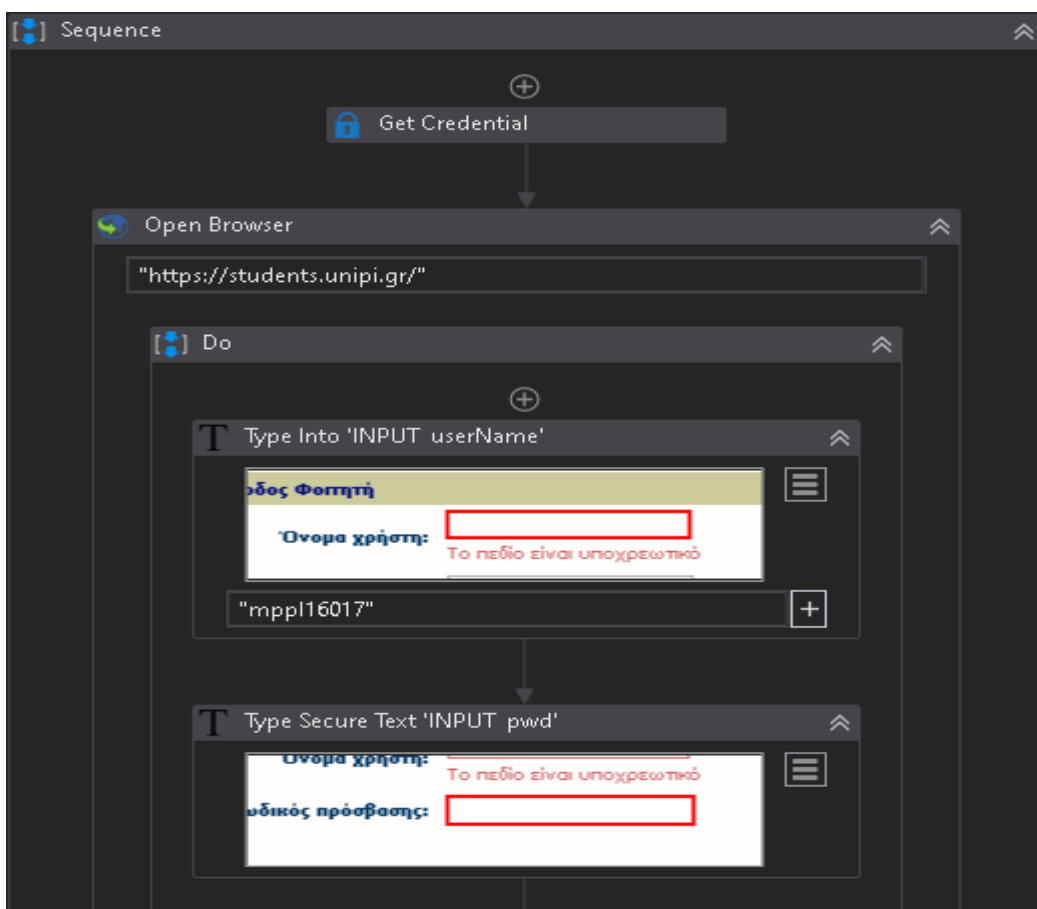 Sequence
Get Credential
Open Browser
"https://students.unipi.gr/"
Do
Type Into 'INPUT userName'
οδος Φοιτητή
Όνομα χρήστη:
Το πεδίο είναι υποχρεωτικό
"mppl16017"
Type Secure Text 'INPUT pwd'
Όνομα χρήστη:
Το πεδίο είναι υποχρεωτικό
ωδικός πρόσβασης: